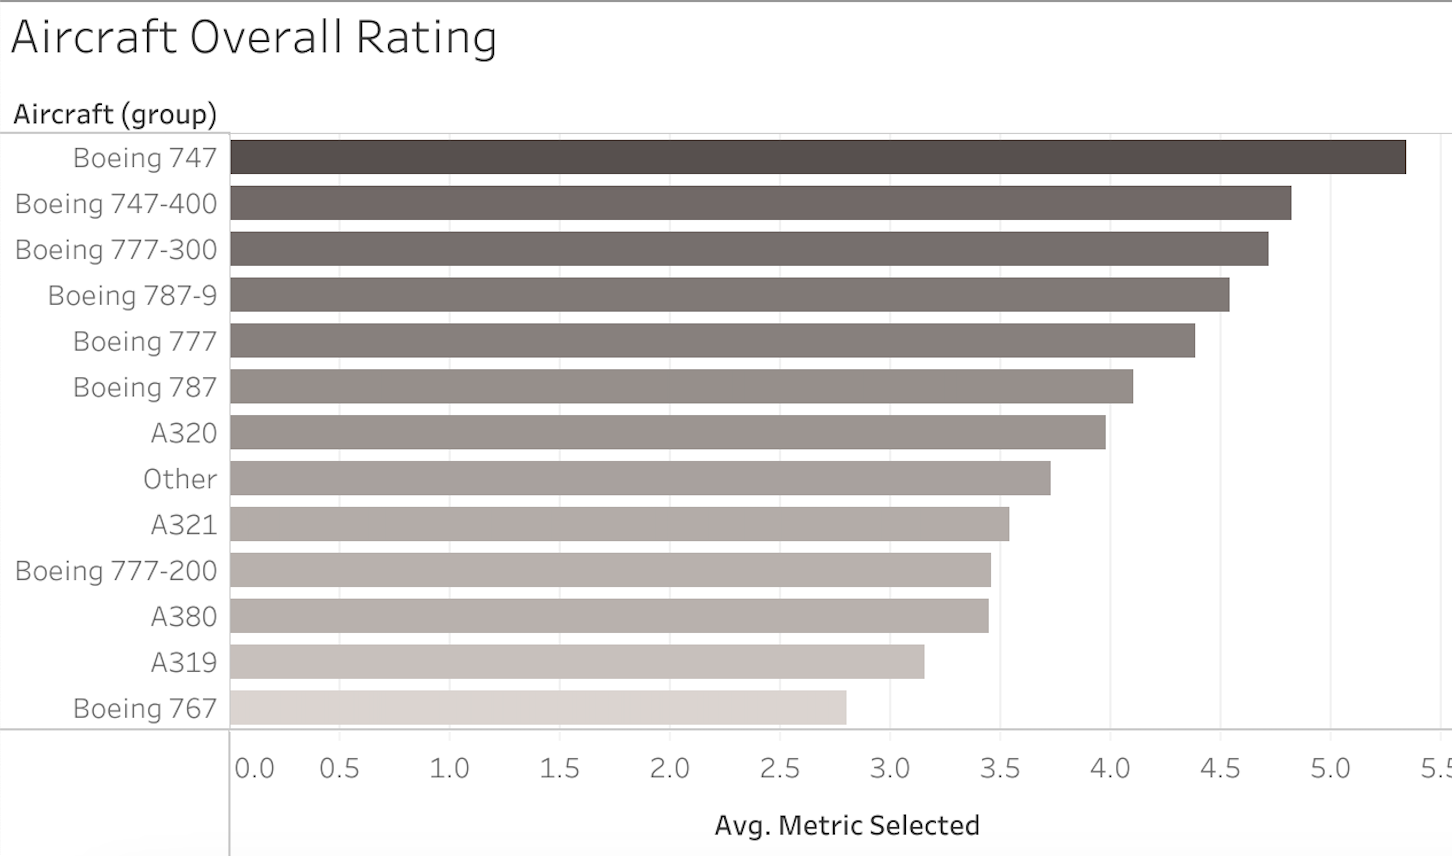 Aircraft Overall Rating
Aircraft (group)
Boeing 747
Boeing 747-400
Boeing 777-300
Boeing 787-9
Boeing 777
Boeing 787
A320
Other
A321
Boeing 777-200
A380
A319
Boeing 767
0.0 0.5 1.0 1.5 2.0 2.5 3.0 3.5 4.0 4.5 5.0 5.5
Avg. Metric Selected